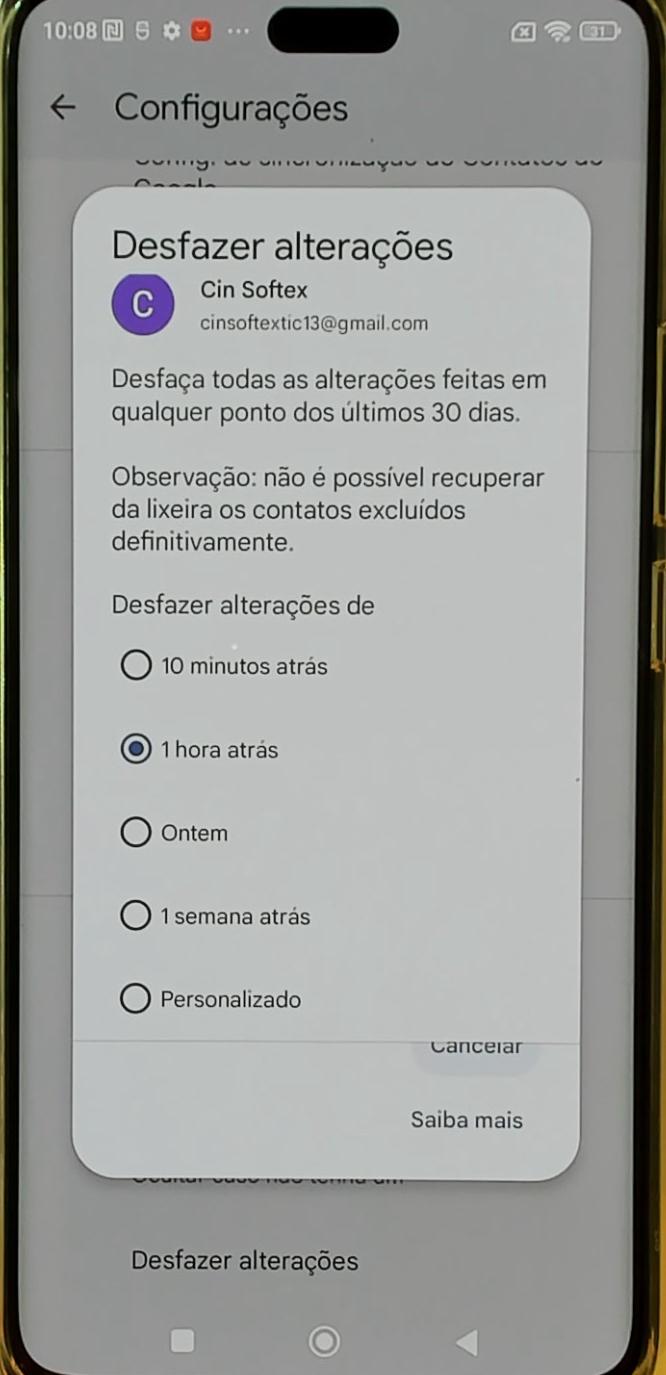 10:08
31
Configurações
Desfazer alterações
C
Cin Softex
cinsoftextic13@gmail.com
Desfaça todas as alterações feitas em
qualquer ponto dos últimos 30 dias.
Observação: não é possível recuperar
da lixeira os contatos excluídos
definitivamente.
Desfazer alterações de
10 minutos atrás
1 hora atrás
Ontem
1 semana atrás
Personalizado
Cancelar
Saiba mais
Desfazer alterações